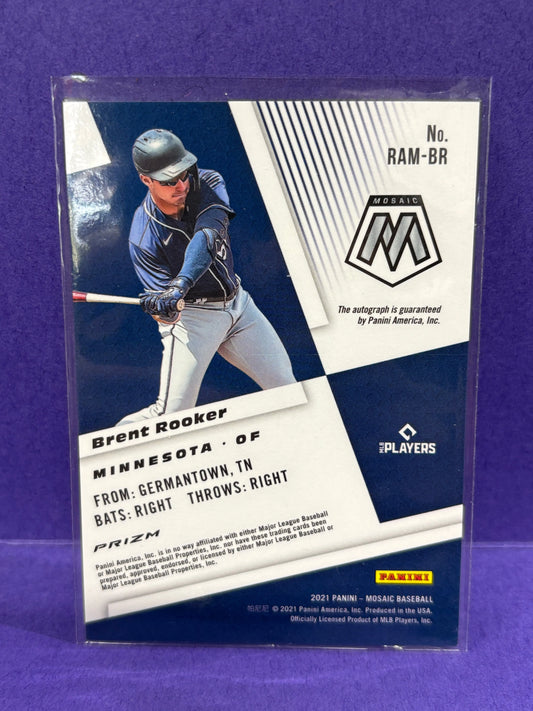 No.
RAM-BR
MOSAIC
M
The autograph is guaranteed
by Panini America, Inc.
Brent Rooker
MINNESOTA · OF
FROM: GERMANTOWN, TN
BATS: RIGHT THROWS: RIGHT
PRIZM
Panini America, Inc. is in no way affiliated with either Major League Baseball
or Major League Baseball Properties, Inc. nor have these trading cards been
prepared, approved, endorsed, or licensed by either Major League Baseball or
Major League Baseball Properties, Inc.
MLB PLAYERS
PANINI
2021 PANINI – MOSAIC BASEBALL
帕尼尼 © 2021 Panini America, Inc. Produced in the USA.
Officially Licensed Product of MLB Players, Inc.